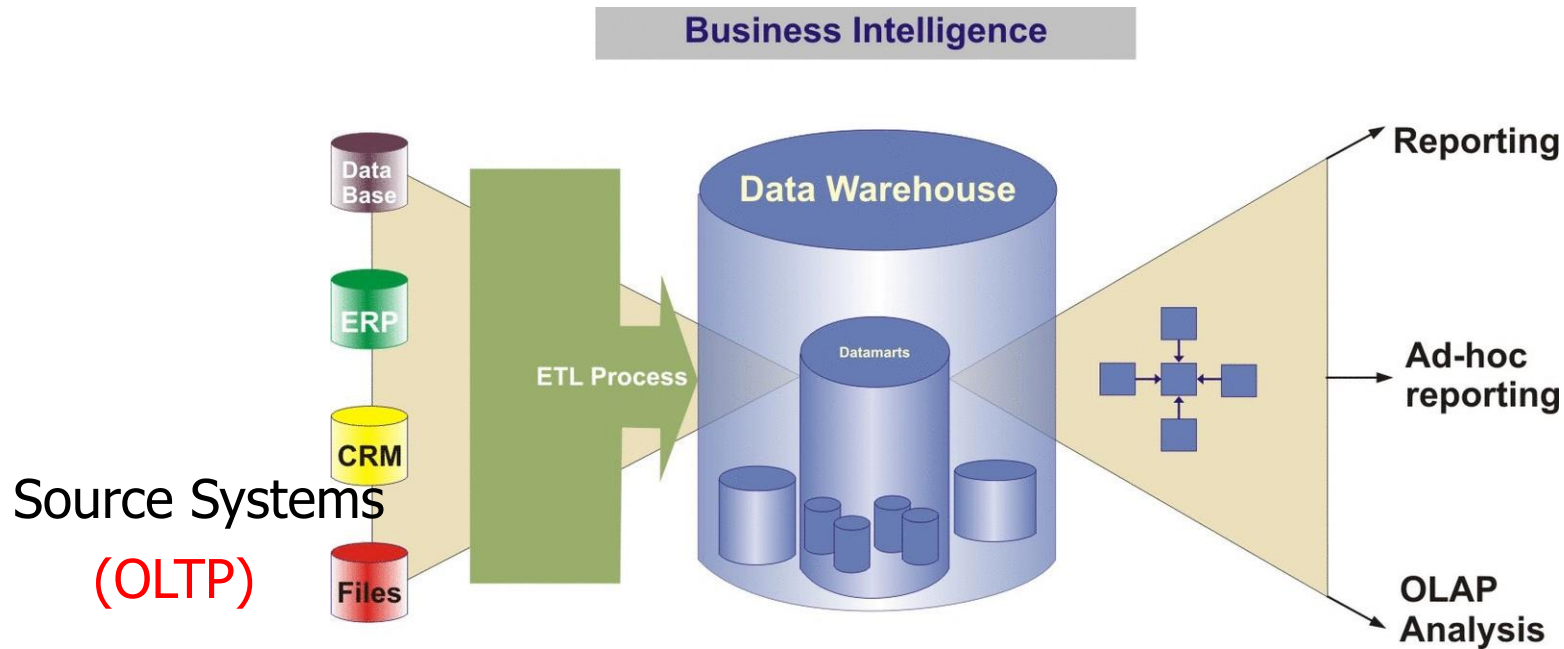 Business Intelligence
Data
Base
ERP
CRM
Files
Source Systems
(OLTP)
ETL Process
Data Warehouse
Datamarts
Reporting
Ad-hoc
reporting
OLAP
Analysis